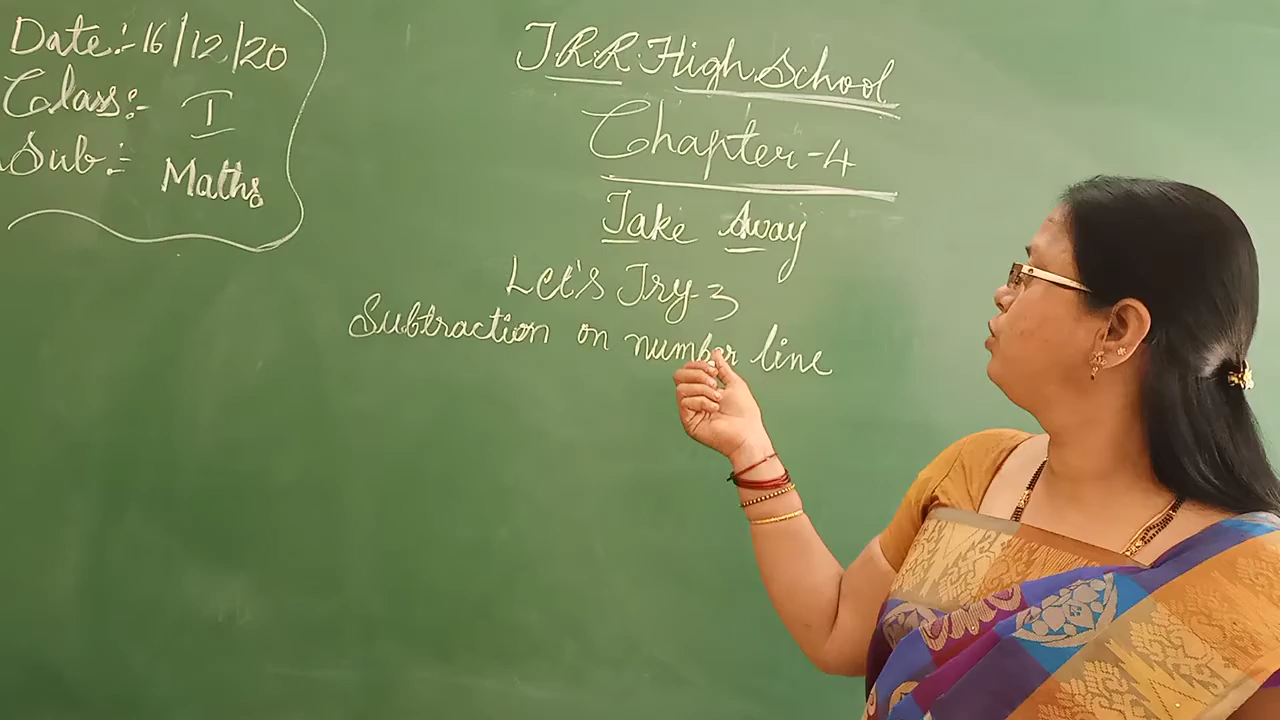 Date:- 16/12/20
Class:- I
Sub:- Maths
J.R.R. High School
Chapter-4
Take Away
Let's Try-3
Subtraction on number line